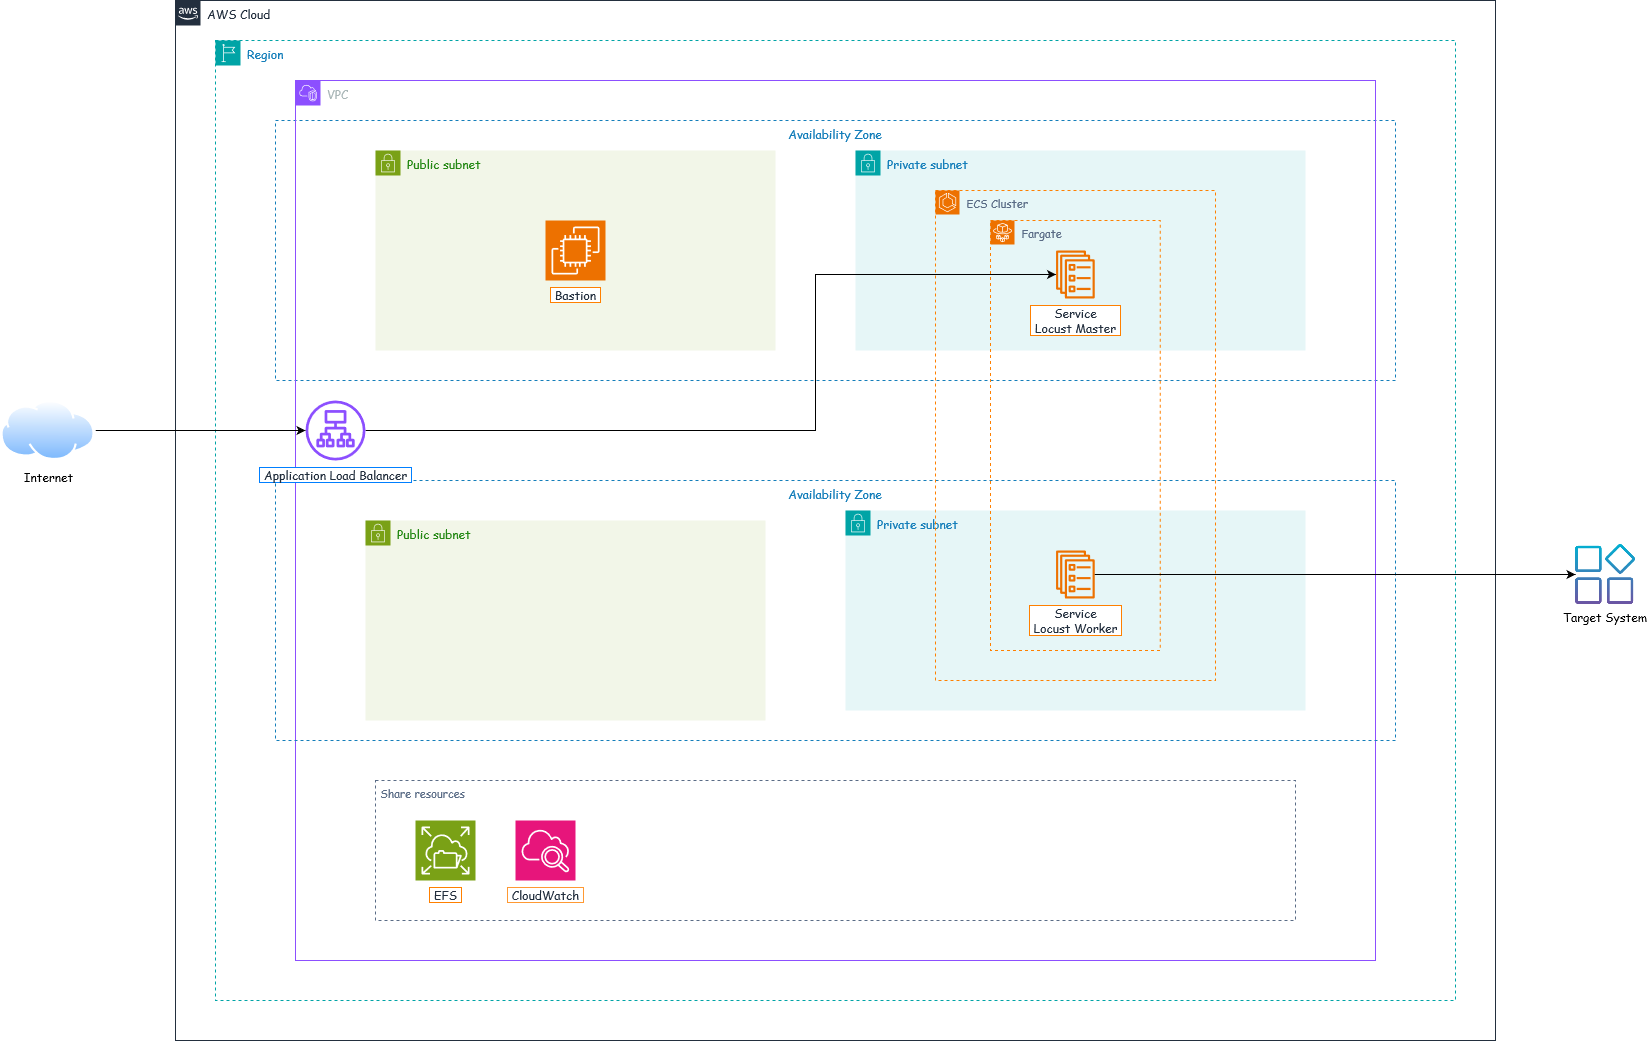 aws
AWS Cloud
Region
VPC
Availability Zone
Public subnet
Private subnet
ECS Cluster
Fargate
Bastion
Service
Locust Master
Internet
Application Load Balancer
Availability Zone
Public subnet
Private subnet
Service
Locust Worker
Target System
Share resources
EFS
CloudWatch